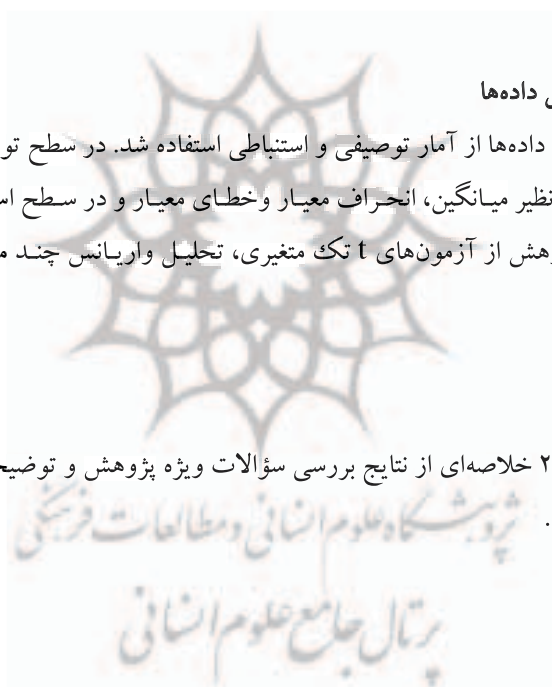 داده‌ها
داده‌ها از آمار توصیفی و استنباطی استفاده شد. در سطح تو
نظیر میانگین، انحراف معیار وخطای معیار و در سطح اس
وهش از آزمون‌های t تک متغیری، تحلیل واریانس چند م
۲ خلاصه‌ای از نتایج بررسی سؤالات ویژه پژوهش و توضیح
.
پژوهشگاه علوم انسانی و مطالعات فرهنگی
پرتال جامع علوم انسانی